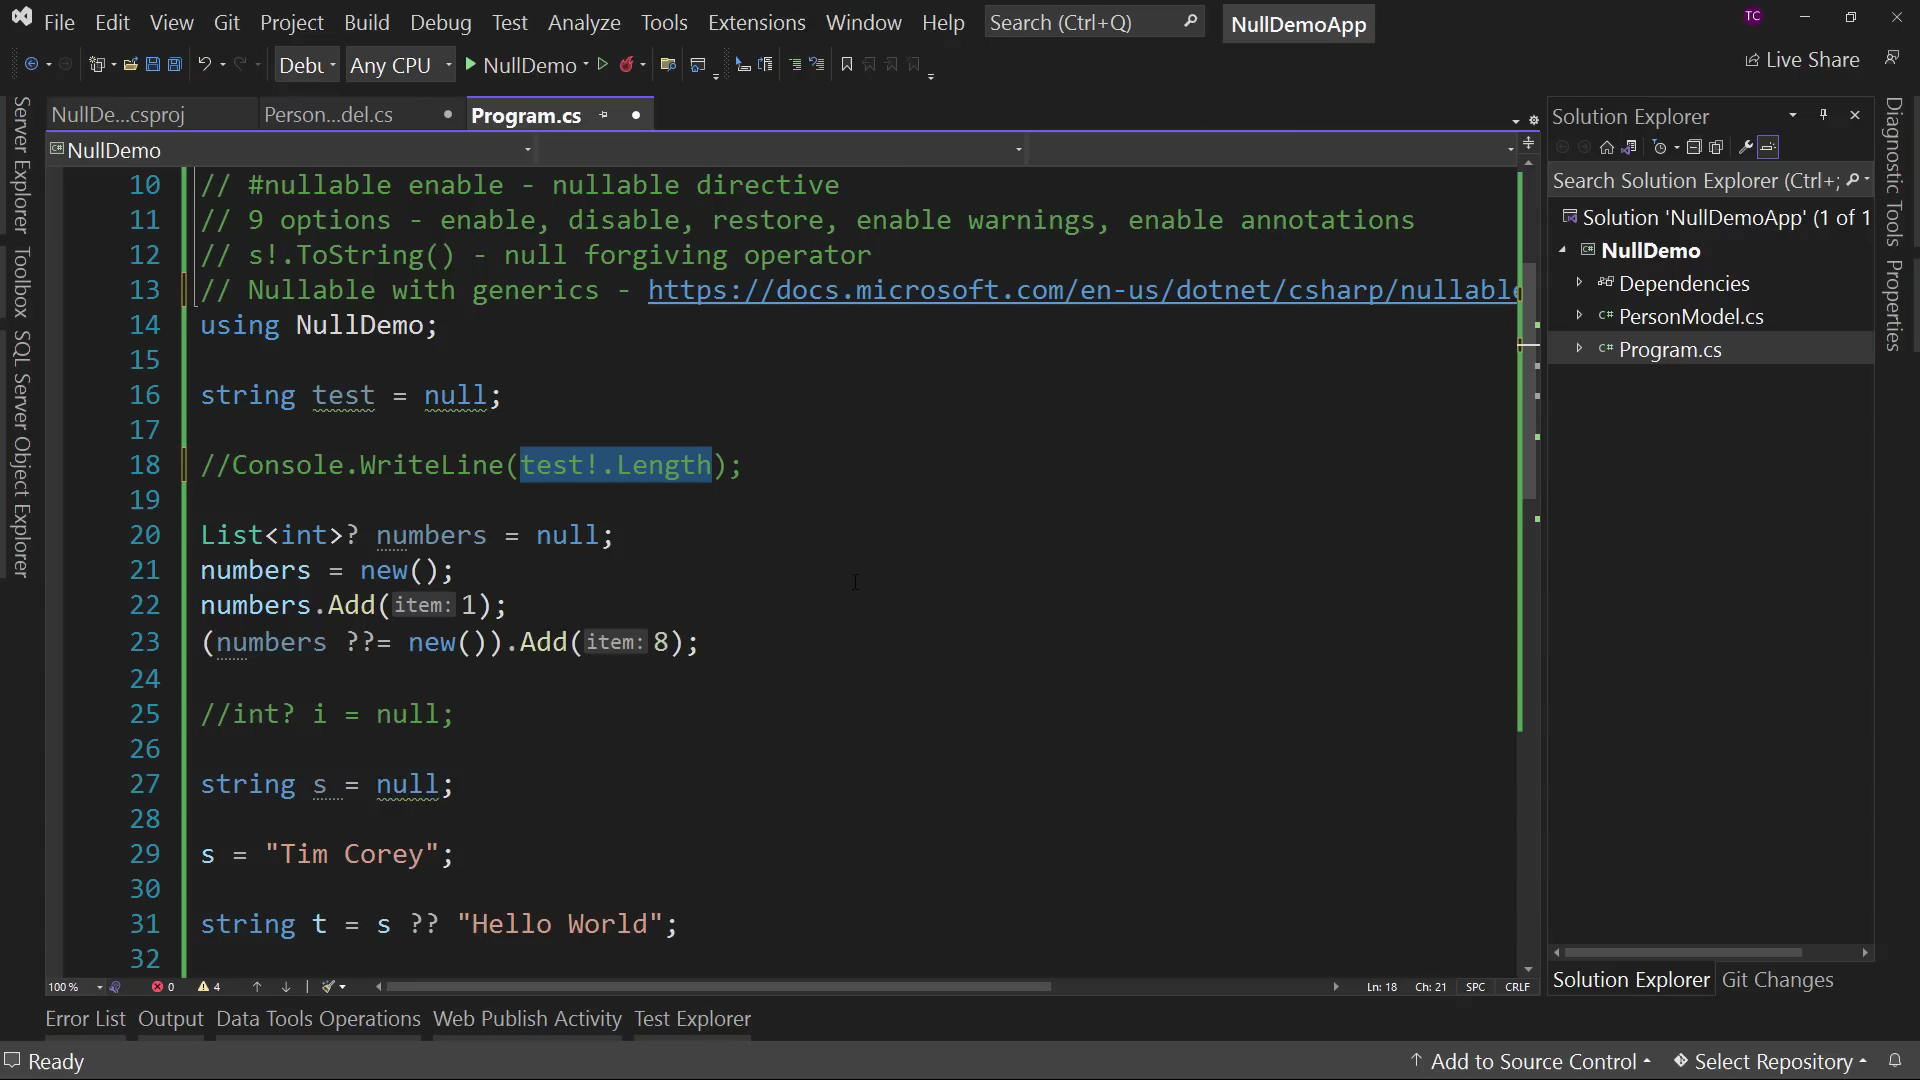 File Edit View Git Project Build Debug Test Analyze Tools Extensions Window Help Search (Ctrl+Q) NullDemoApp TC
Debu Any CPU NullDemo Live Share
NullDe...csproj Person...del.cs Program.cs
NullDemo
10 // #nullable enable - nullable directive
11 // 9 options - enable, disable, restore, enable warnings, enable annotations
12 // s!.ToString() - null forgiving operator
13 // Nullable with generics - https://docs.microsoft.com/en-us/dotnet/csharp/nullable
14 using NullDemo;
15
16 string test = null;
17
18 //Console.WriteLine(test!.Length);
19
20 List<int>? numbers = null;
21 numbers = new();
22 numbers.Add(item: 1);
23 (numbers ??= new()).Add(item: 8);
24
25 //int? i = null;
26
27 string s = null;
28
29 s = "Tim Corey";
30
31 string t = s ?? "Hello World";
32
100 % 0 4 Ln: 18 Ch: 21 SPC CRLF
Server Explorer
Toolbox
SQL Server Object Explorer
Solution Explorer
Search Solution Explorer (Ctrl+;
Solution 'NullDemoApp' (1 of 1
NullDemo
Dependencies
C# PersonModel.cs
C# Program.cs
Solution Explorer Git Changes
Diagnostic Tools
Properties
Error List Output Data Tools Operations Web Publish Activity Test Explorer
Ready Add to Source Control Select Repository